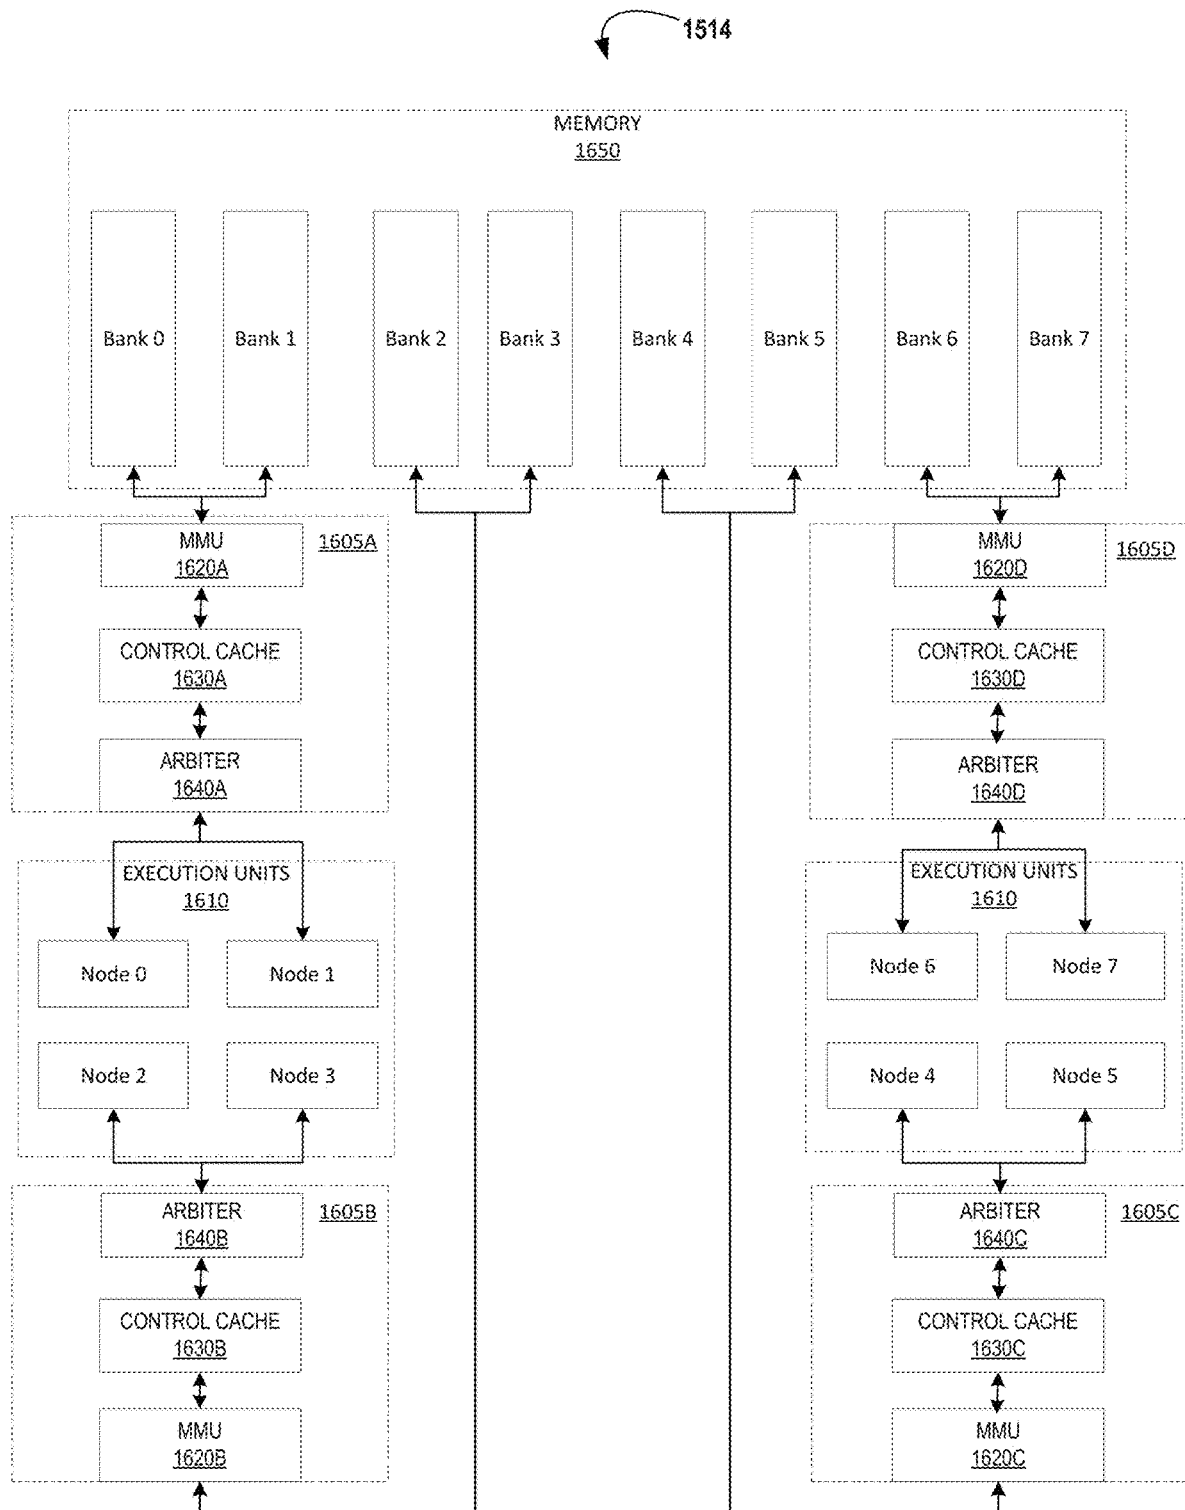 1514
MEMORY
1650
Bank 0
Bank 1
Bank 2
Bank 3
Bank 4
Bank 5
Bank 6
Bank 7
MMU
1620A
1605A
CONTROL CACHE
1630A
ARBITER
1640A
MMU
1620D
1605D
CONTROL CACHE
1630D
ARBITER
1640D
EXECUTION UNITS
1610
Node 0
Node 1
Node 2
Node 3
EXECUTION UNITS
1610
Node 6
Node 7
Node 4
Node 5
ARBITER
1640B
1605B
CONTROL CACHE
1630B
MMU
1620B
ARBITER
1640C
1605C
CONTROL CACHE
1630C
MMU
1620C